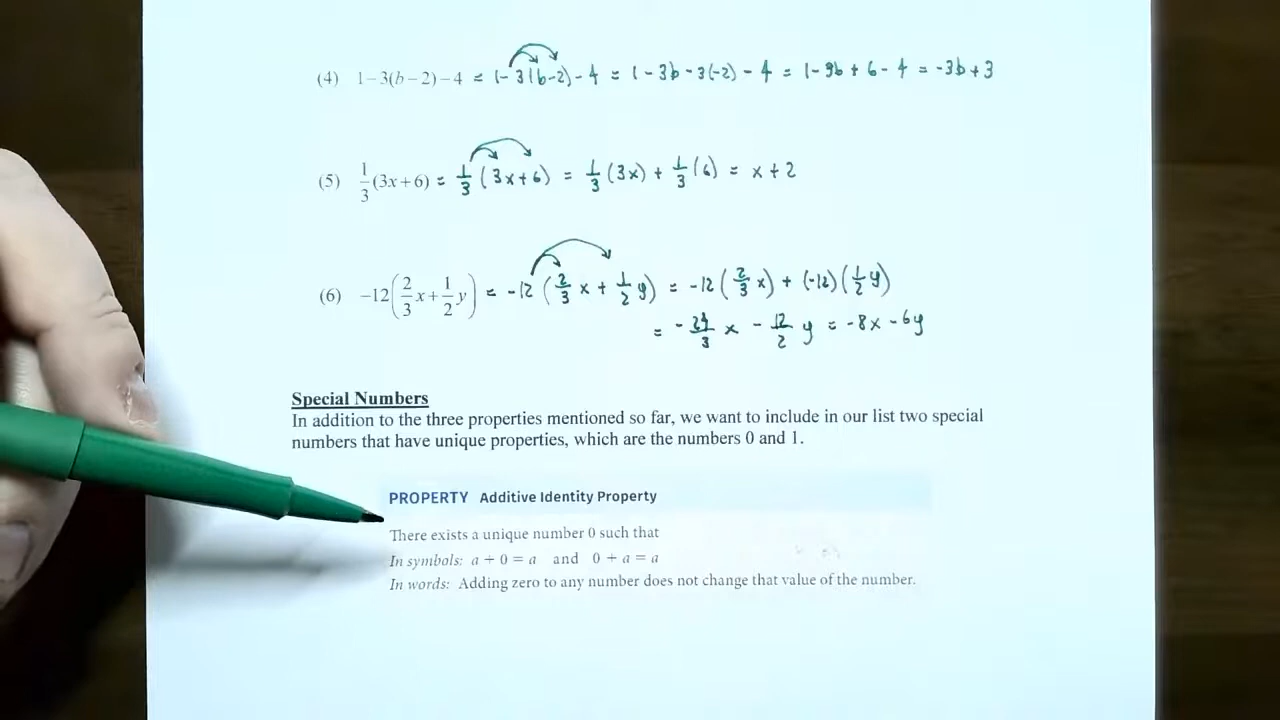 (4) 1−3(b−2)−4 = 1−3(b−2)−4 = 1−3b−3(−2)−4 = 1−3b+6−4 = −3b+3
(5) 1/3(3x+6) = 1/3(3x+6) = 1/3(3x) + 1/3(6) = x+2
(6) −12(2/3x+1/2y) = −12(2/3x+1/2y) = −12(2/3x) + (−12)(1/2y)
= −24/3x − 12/2y = −8x−6y
Special Numbers
In addition to the three properties mentioned so far, we want to include in our list two special
numbers that have unique properties, which are the numbers 0 and 1.
PROPERTY Additive Identity Property
There exists a unique number 0 such that
In symbols: a + 0 = a and 0 + a = a
In words: Adding zero to any number does not change that value of the number.